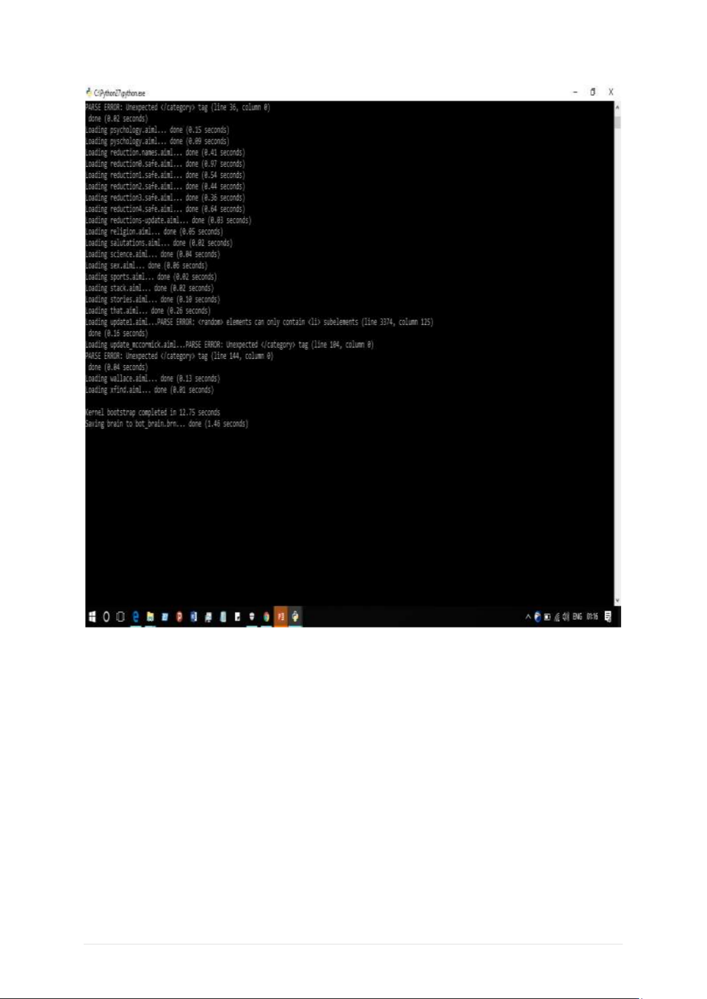 C:\Python27\python.exe
PARSE ERROR: Unexpected </category> tag (line 36, column 0)
done (0.02 seconds)
Loading psychology.aiml... done (0.15 seconds)
Loading pyschology.aiml... done (0.09 seconds)
Loading reduction.names.aiml... done (0.41 seconds)
Loading reduction0.safe.aiml... done (0.97 seconds)
Loading reduction1.safe.aiml... done (0.54 seconds)
Loading reduction2.safe.aiml... done (0.44 seconds)
Loading reduction3.safe.aiml... done (0.36 seconds)
Loading reduction4.safe.aiml... done (0.64 seconds)
Loading reductions-update.aiml... done (0.03 seconds)
Loading religion.aiml... done (0.05 seconds)
Loading salutations.aiml... done (0.02 seconds)
Loading science.aiml... done (0.04 seconds)
Loading sex.aiml... done (0.06 seconds)
Loading sports.aiml... done (0.02 seconds)
Loading stack.aiml... done (0.02 seconds)
Loading stories.aiml... done (0.10 seconds)
Loading that.aiml... done (0.26 seconds)
Loading update1.aiml...PARSE ERROR: <random> elements can only contain <li> subelements (line 3374, column 125)
done (0.16 seconds)
Loading update_mccormick.aiml...PARSE ERROR: Unexpected </category> tag (line 104, column 0)
PARSE ERROR: Unexpected </category> tag (line 144, column 0)
done (0.04 seconds)
Loading wallace.aiml... done (0.13 seconds)
Loading xfind.aiml... done (0.01 seconds)
Kernel bootstrap completed in 12.75 seconds
Saving brain to bot_brain.brn... done (1.46 seconds)
ENG 01:16